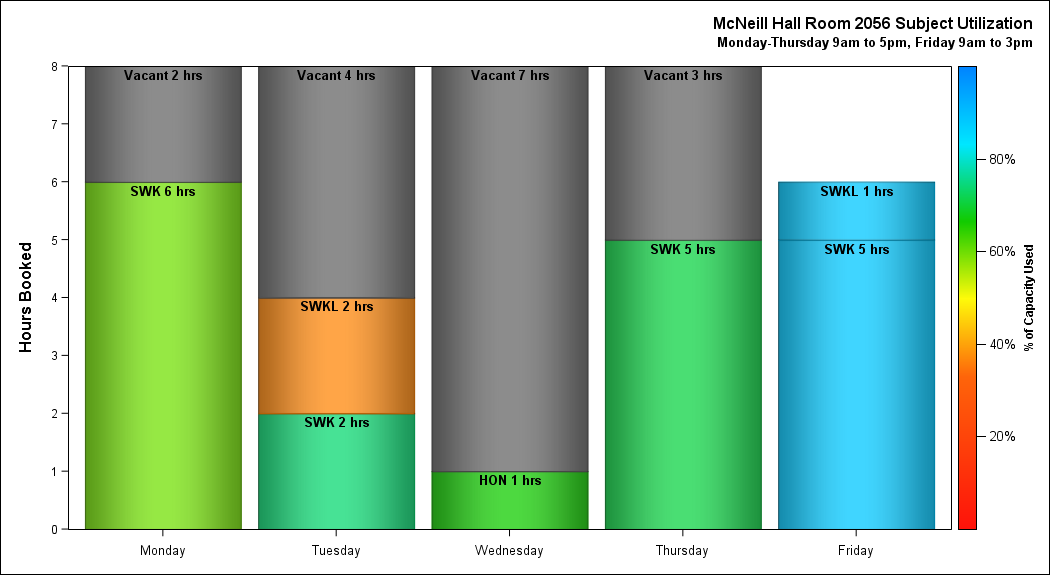 McNeill Hall Room 2056 Subject Utilization
Monday-Thursday 9am to 5pm, Friday 9am to 3pm
Hours Booked
8
7
6
5
4
3
2
1
0
Vacant 2 hrs
SWK 6 hrs
Vacant 4 hrs
SWKL 2 hrs
SWK 2 hrs
Vacant 7 hrs
HON 1 hrs
Vacant 3 hrs
SWK 5 hrs
SWKL 1 hrs
SWK 5 hrs
Monday
Tuesday
Wednesday
Thursday
Friday
80%
60%
40%
20%
% of Capacity Used